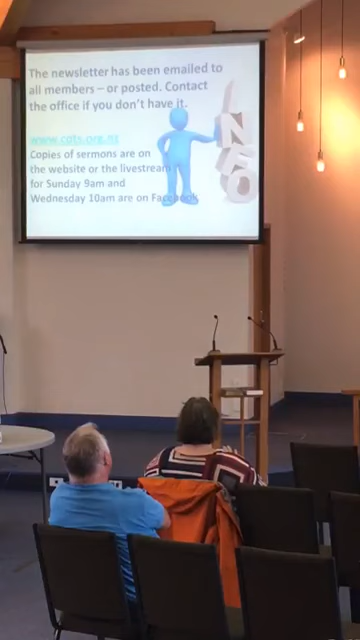 The newsletter has been emailed to
all members – or posted. Contact
the office if you don't have it.
www.cots.org.nz
Copies of sermons are on
the website or the livestream
for Sunday 9am and
Wednesday 10am are on Facebook
INFO